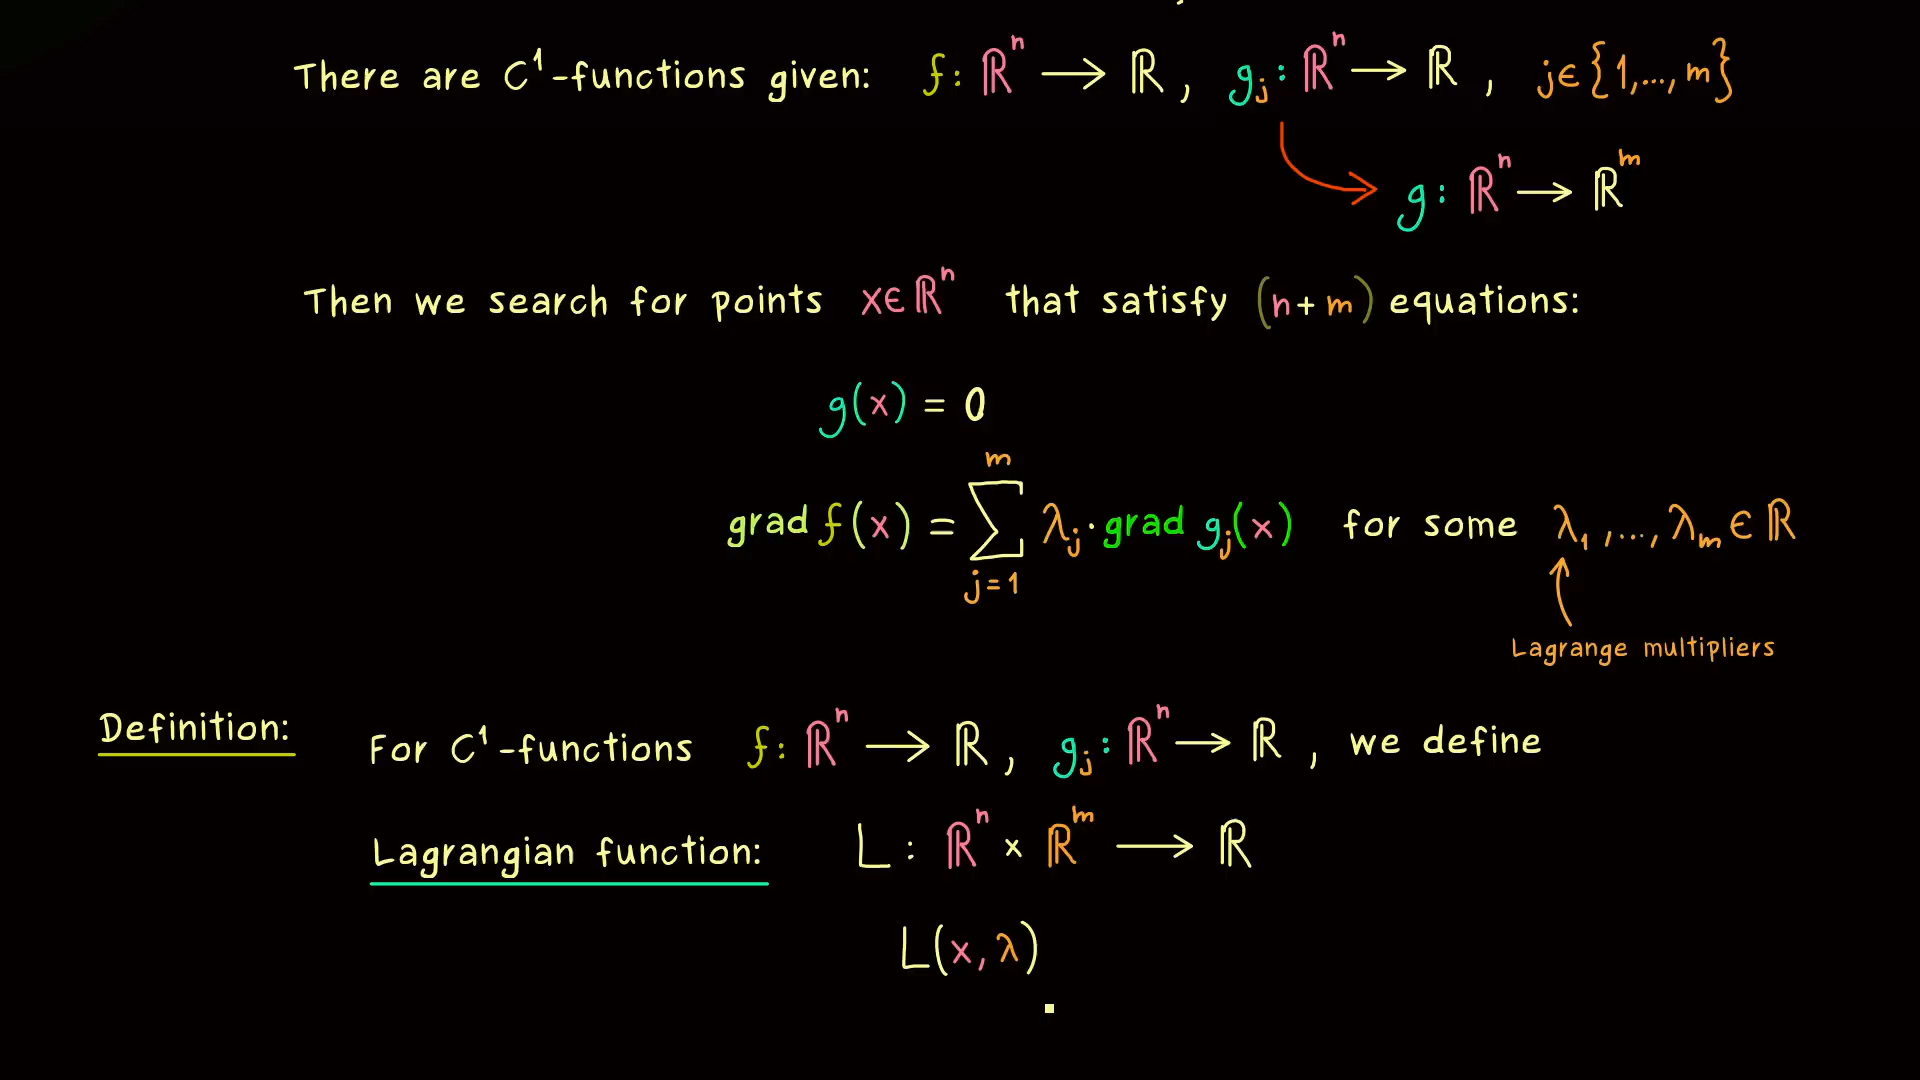 There are C¹-functions given: f: ℝⁿ → ℝ , gⱼ: ℝⁿ → ℝ , j∈{1,...,m}
g: ℝⁿ → ℝᵐ
Then we search for points x∈ℝⁿ that satisfy (n+m) equations:
g(x) = 0
grad f(x) = ∑_{j=1}^{m} λⱼ · grad gⱼ(x) for some λ₁,...,λₘ ∈ ℝ
Lagrange multipliers
Definition: For C¹-functions f: ℝⁿ → ℝ , gⱼ: ℝⁿ → ℝ , we define
Lagrangian function: L : ℝⁿ × ℝᵐ → ℝ
L(x, λ)